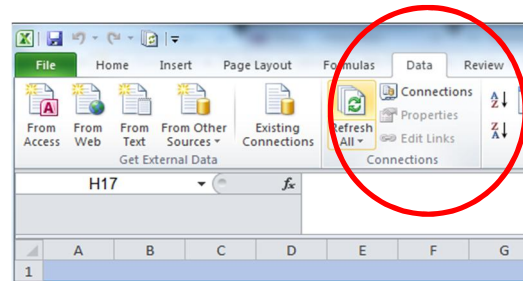 File Home Insert Page Layout Formulas Data Review
From Access From Web From Text From Other Sources Existing Connections Refresh All Connections
Properties
Edit Links
A Z
Z A
Get External Data Connections
H17 fx
A B C D E F G
1